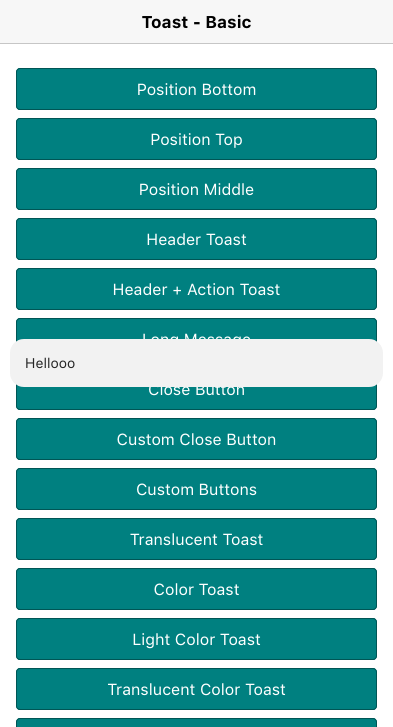 Toast - Basic
Position Bottom
Position Top
Position Middle
Header Toast
Header + Action Toast
Long Message
Hellooo
Close Button
Custom Close Button
Custom Buttons
Translucent Toast
Color Toast
Light Color Toast
Translucent Color Toast